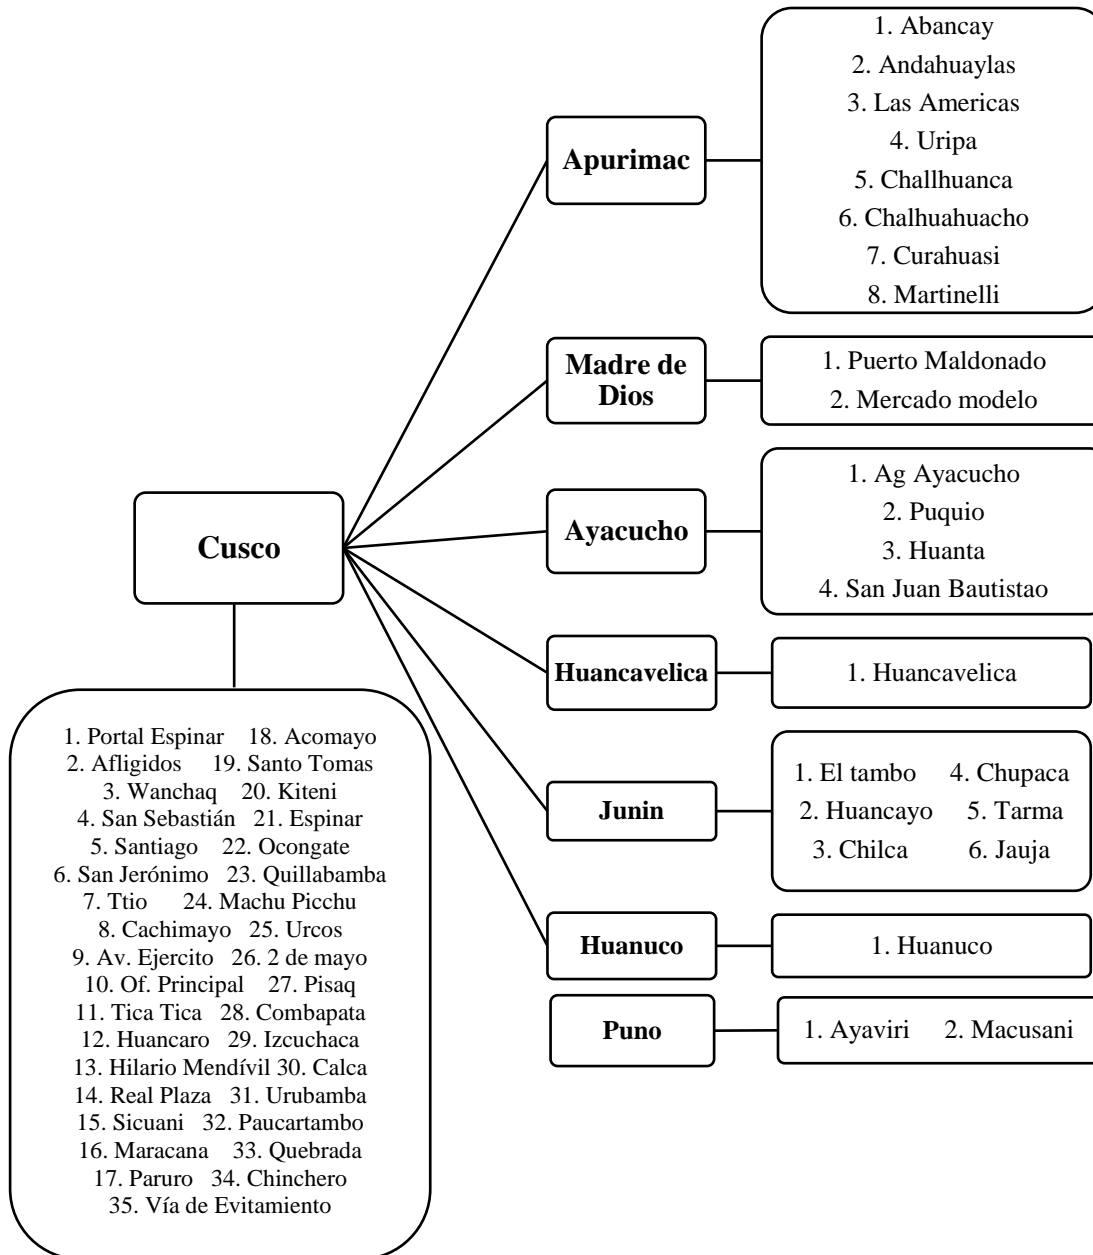 Cusco
1. Portal Espinar 18. Acomayo
2. Afligidos 19. Santo Tomas
3. Wanchaq 20. Kiteni
4. San Sebastián 21. Espinar
5. Santiago 22. Ocongate
6. San Jerónimo 23. Quillabamba
7. Ttio 24. Machu Picchu
8. Cachimayo 25. Urcos
9. Av. Ejercito 26. 2 de mayo
10. Of. Principal 27. Pisaq
11. Tica Tica 28. Combapata
12. Huancaro 29. Izcuchaca
13. Hilario Mendívil 30. Calca
14. Real Plaza 31. Urubamba
15. Sicuani 32. Paucartambo
16. Maracana 33. Quebrada
17. Paruro 34. Chinchero
35. Vía de Evitamiento
Apurimac
1. Abancay
2. Andahuaylas
3. Las Americas
4. Uripa
5. Challhuanca
6. Chalhuahuacho
7. Curahuasi
8. Martinelli
Madre de
Dios
1. Puerto Maldonado
2. Mercado modelo
Ayacucho
1. Ag Ayacucho
2. Puquio
3. Huanta
4. San Juan Bautistao
Huancavelica
1. Huancavelica
Junin
1. El tambo 4. Chupaca
2. Huancayo 5. Tarma
3. Chilca 6. Jauja
Huanuco
1. Huanuco
Puno
1. Ayaviri 2. Macusani